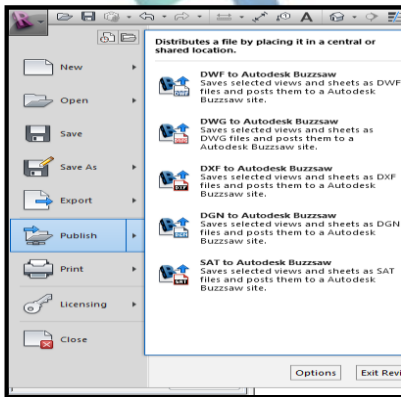 A
Distributes a file by placing it in a central or
shared location.
New
Open
Save
Save As
Export
Publish
Print
Licensing
Close
DWF to Autodesk Buzzsaw
Saves selected views and sheets as DWF
files and posts them to a Autodesk
Buzzsaw site.
DWG to Autodesk Buzzsaw
Saves selected views and sheets as
DWG files and posts them to a
Autodesk Buzzsaw site.
DXF to Autodesk Buzzsaw
Saves selected views and sheets as DXF
files and posts them to a Autodesk
Buzzsaw site.
DGN to Autodesk Buzzsaw
Saves selected views and sheets as DGN
files and posts them to a Autodesk
Buzzsaw site.
SAT to Autodesk Buzzsaw
Saves selected views and sheets as SAT
files and posts them to a Autodesk
Buzzsaw site.
Options
Exit Revi